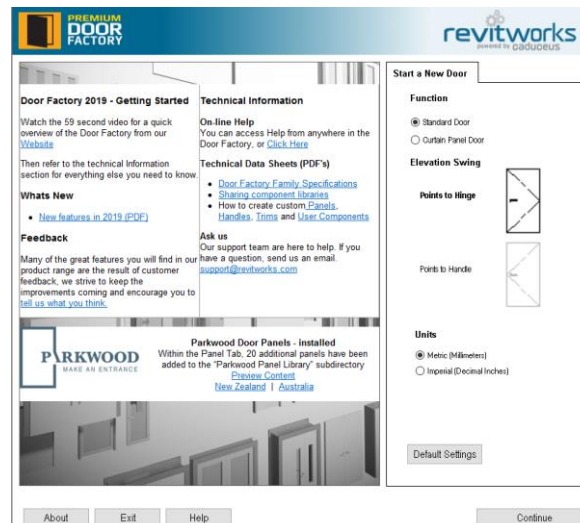 PREMIUM
DOOR
FACTORY
revitworks
powered by caduceus
Door Factory 2019 - Getting Started
Watch the 59 second video for a quick
overview of the Door Factory from our
Website
Then refer to the technical Information
section for everything else you need to know.
Whats New
New features in 2019 (PDF)
Feedback
Many of the great features you will find in our
product range are the result of customer
feedback, we strive to keep the
improvements coming and encourage you to
tell us what you think.
Technical Information
On-line Help
You can access Help from anywhere in the
Door Factory, or Click Here
Technical Data Sheets (PDF's)
Door Factory Family Specifications
Sharing component libraries
How to create custom Panels,
Handles, Trims and User Components
Ask us
Our support team are here to help. If you
have a question, send us an email.
support@revitworks.com
PARKWOOD
MAKE AN ENTRANCE
Parkwood Door Panels - installed
Within the Panel Tab, 20 additional panels have been
added to the "Parkwood Panel Library" subdirectory
Preview Content
New Zealand | Australia
Start a New Door
Function
Standard Door
Curtain Panel Door
Elevation Swing
Points to Hinge
Points to Handle
Units
Metric (Millimeters)
Imperial (Decimal Inches)
Default Settings
About
Exit
Help
Continue